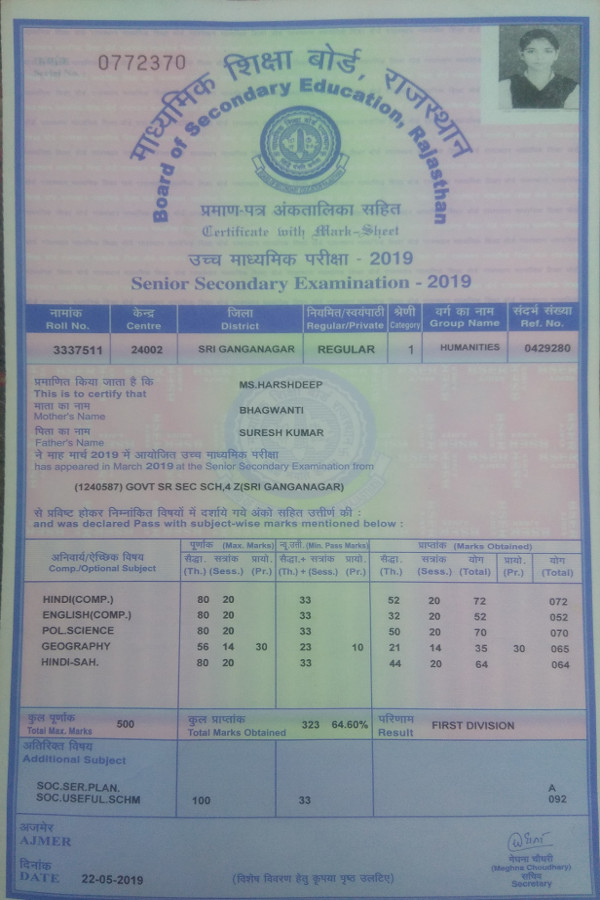 0772370
माध्यमिक शिक्षा बोर्ड, राजस्थान
Board of Secondary Education, Rajasthan
प्रमाण-पत्र अंकतालिका सहित
Certificate with Mark-Sheet
उच्च माध्यमिक परीक्षा - 2019
Senior Secondary Examination - 2019
नामांक केन्द्र जिला नियमित/स्वयंपाठी श्रेणी वर्ग का नाम संदर्भ संख्या
Roll No. Centre District Regular/Private Category Group Name Ref. No.
3337511 24002 SRI GANGANAGAR REGULAR 1 HUMANITIES 0429280
प्रमाणित किया जाता है कि MS.HARSHDEEP
This is to certify that
माता का नाम BHAGWANTI
Mother's Name
पिता का नाम SURESH KUMAR
Father's Name
ने माह मार्च 2019 में आयोजित उच्च माध्यमिक परीक्षा
has appeared in March 2019 at the Senior Secondary Examination from
(1240587) GOVT SR SEC SCH,4 Z(SRI GANGANAGAR)
से प्रविष्ट होकर निम्नांकित विषयों में दर्शाये गये अंको सहित उत्तीर्ण की :
and was declared Pass with subject-wise marks mentioned below :
अनिवार्य/ऐच्छिक विषय पूर्णांक (Max. Marks) न्यू.उत्ती. (Min. Pass Marks) प्राप्तांक (Marks Obtained)
Comp./Optional Subject सैद्धा. सत्रांक प्रायो. सैद्धा.+ सत्रांक प्रायो. सैद्धा. सत्रांक योग प्रायो. योग
(Th.) (Sess.) (Pr.) (Th.) + (Sess.) (Pr.) (Th.) (Sess.) (Total) (Pr.) (Total)
HINDI(COMP.) 80 20 33 52 20 72 072
ENGLISH(COMP.) 80 20 33 32 20 52 052
POL.SCIENCE 80 20 33 50 20 70 070
GEOGRAPHY 56 14 30 23 10 21 14 35 30 065
HINDI-SAH. 80 20 33 44 20 64 064
कुल पूर्णांक 500 कुल प्राप्तांक 323 64.60% परिणाम FIRST DIVISION
Total Max. Marks Total Marks Obtained Result
अतिरिक्त विषय
Additional Subject
SOC.SER.PLAN. A
SOC.USEFUL.SCHM 100 33 092
अजमेर
AJMER
दिनांक
DATE 22-05-2019
(विशेष विवरण हेतु कृपया पृष्ठ उलटिए)
मेघना चौधरी
(Meghna Choudhary)
सचिव
Secretary